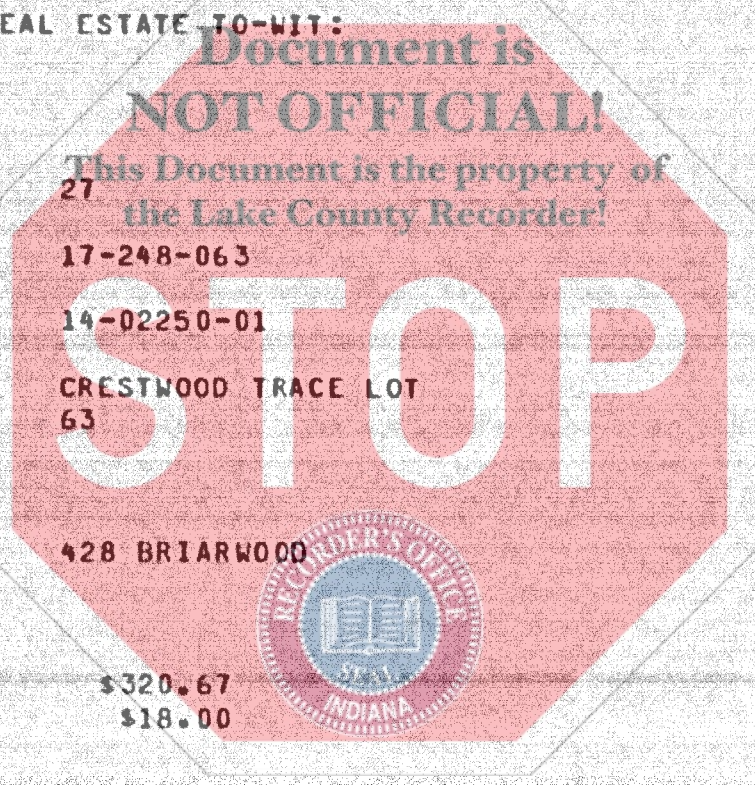 EAL ESTATE TO-WIT:
Document is
NOT OFFICIAL!
This Document is the property of
27
the Lake County Recorder!
17-248-063
STOP
14-02250-01
CRESTWOOD TRACE LOT
63
428 BRIARWOOD
RECORDER'S OFFICE
SEAL
INDIANA
$320.67
$18.00